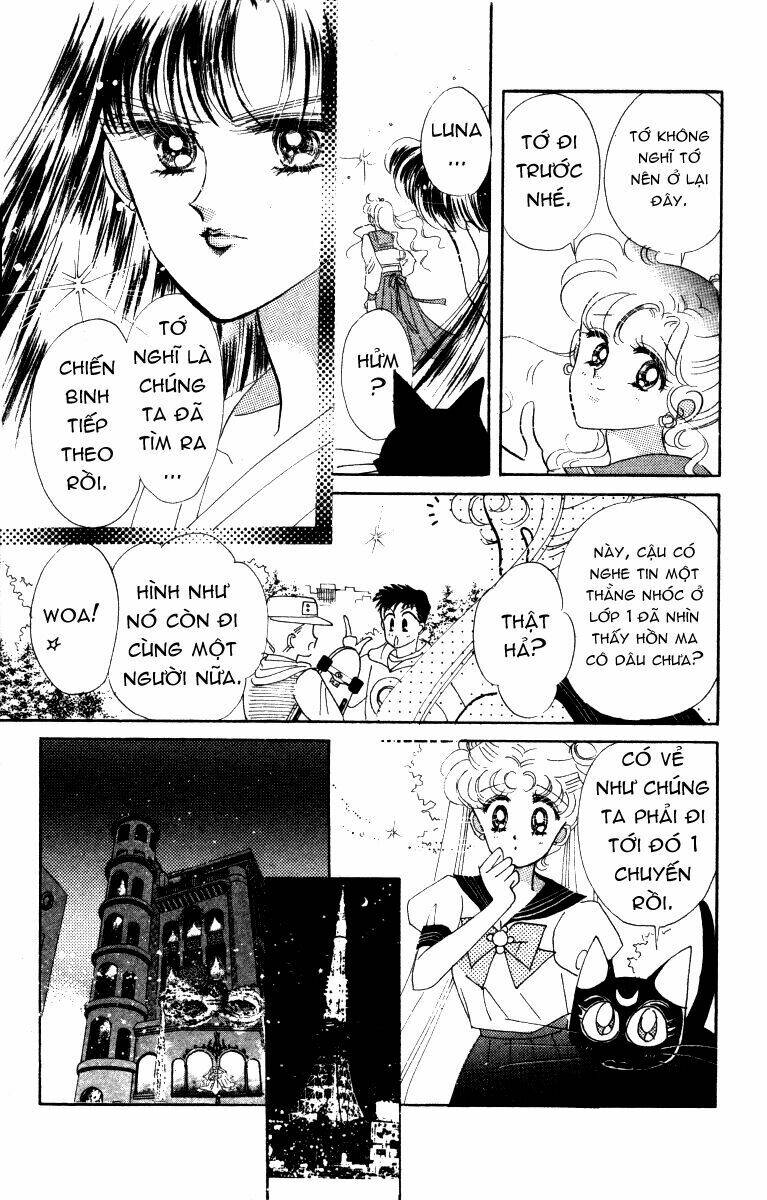 TỚ KHÔNG
NGHĨ TỚ
NÊN Ở LẠI
ĐÂY.
TỚ ĐI
TRƯỚC
NHÉ.
LUNA
...
HỬM
?
TỚ
NGHĨ LÀ
CHÚNG
TA ĐÃ
TÌM RA
...
CHIẾN
BINH
TIẾP
THEO
RỒI.
NÀY, CẬU CÓ
NGHE TIN MỘT
THẰNG NHÓC Ở
LỚP 1 ĐÃ NHÌN
THẤY HỒN MA
CÔ DÂU CHƯA?
THẬT
HẢ?
HÌNH NHƯ
NÓ CÒN ĐI
CÙNG MỘT
NGƯỜI NỮA.
WOA!
CÓ VẺ
NHƯ CHÚNG
TA PHẢI ĐI
TỚI ĐÓ 1
CHUYẾN
RỒI.